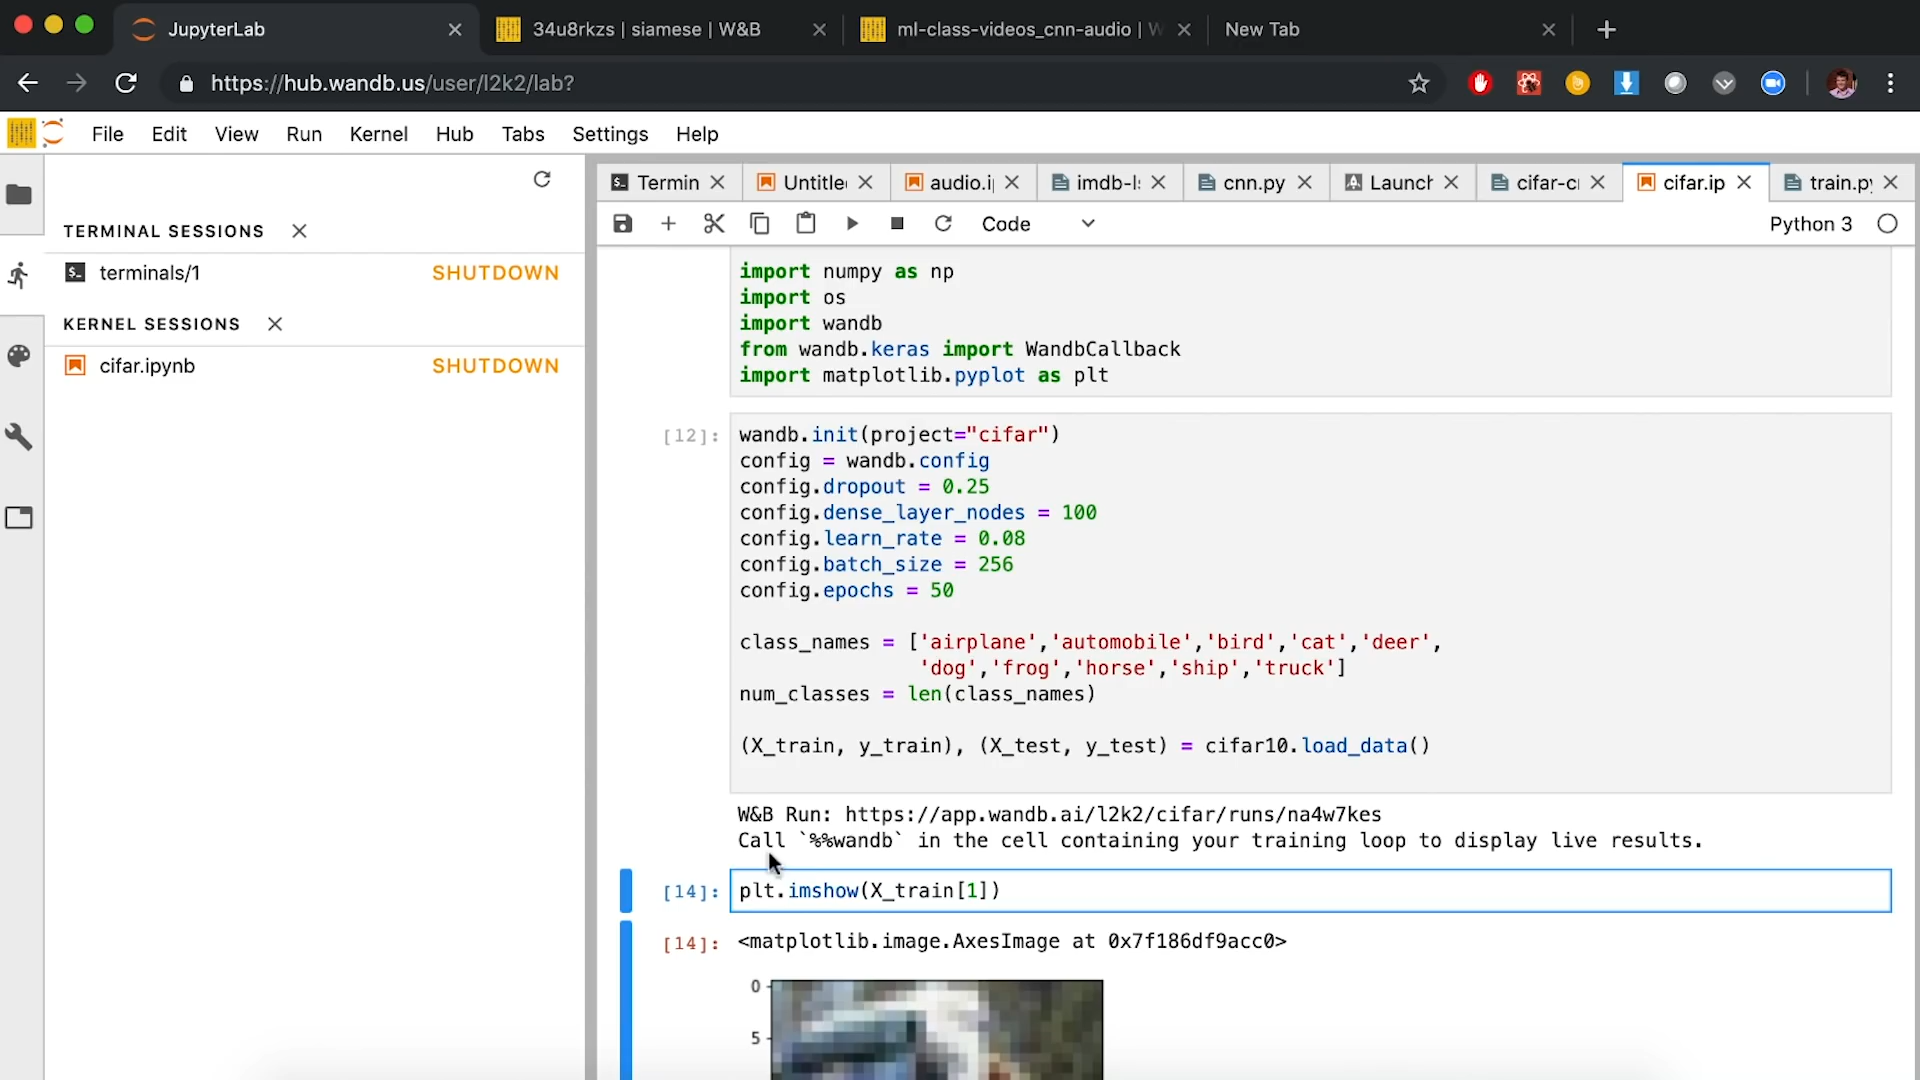 JupyterLab
34u8rkzs | siamese | W&B
ml-class-videos_cnn-audio | W
New Tab
https://hub.wandb.us/user/l2k2/lab?
File Edit View Run Kernel Hub Tabs Settings Help
TERMINAL SESSIONS
terminals/1 SHUTDOWN
KERNEL SESSIONS
cifar.ipynb SHUTDOWN
Termin Untitle audio.i imdb-l cnn.py Launch cifar-c cifar.ip train.py
Code
Python 3
import numpy as np
import os
import wandb
from wandb.keras import WandbCallback
import matplotlib.pyplot as plt
[12]: wandb.init(project="cifar")
config = wandb.config
config.dropout = 0.25
config.dense_layer_nodes = 100
config.learn_rate = 0.08
config.batch_size = 256
config.epochs = 50
class_names = ['airplane','automobile','bird','cat','deer',
'dog','frog','horse','ship','truck']
num_classes = len(class_names)
(X_train, y_train), (X_test, y_test) = cifar10.load_data()
W&B Run: https://app.wandb.ai/l2k2/cifar/runs/na4w7kes
Call `%%wandb` in the cell containing your training loop to display live results.
[14]: plt.imshow(X_train[1])
[14]: <matplotlib.image.AxesImage at 0x7f186df9acc0>
0
5